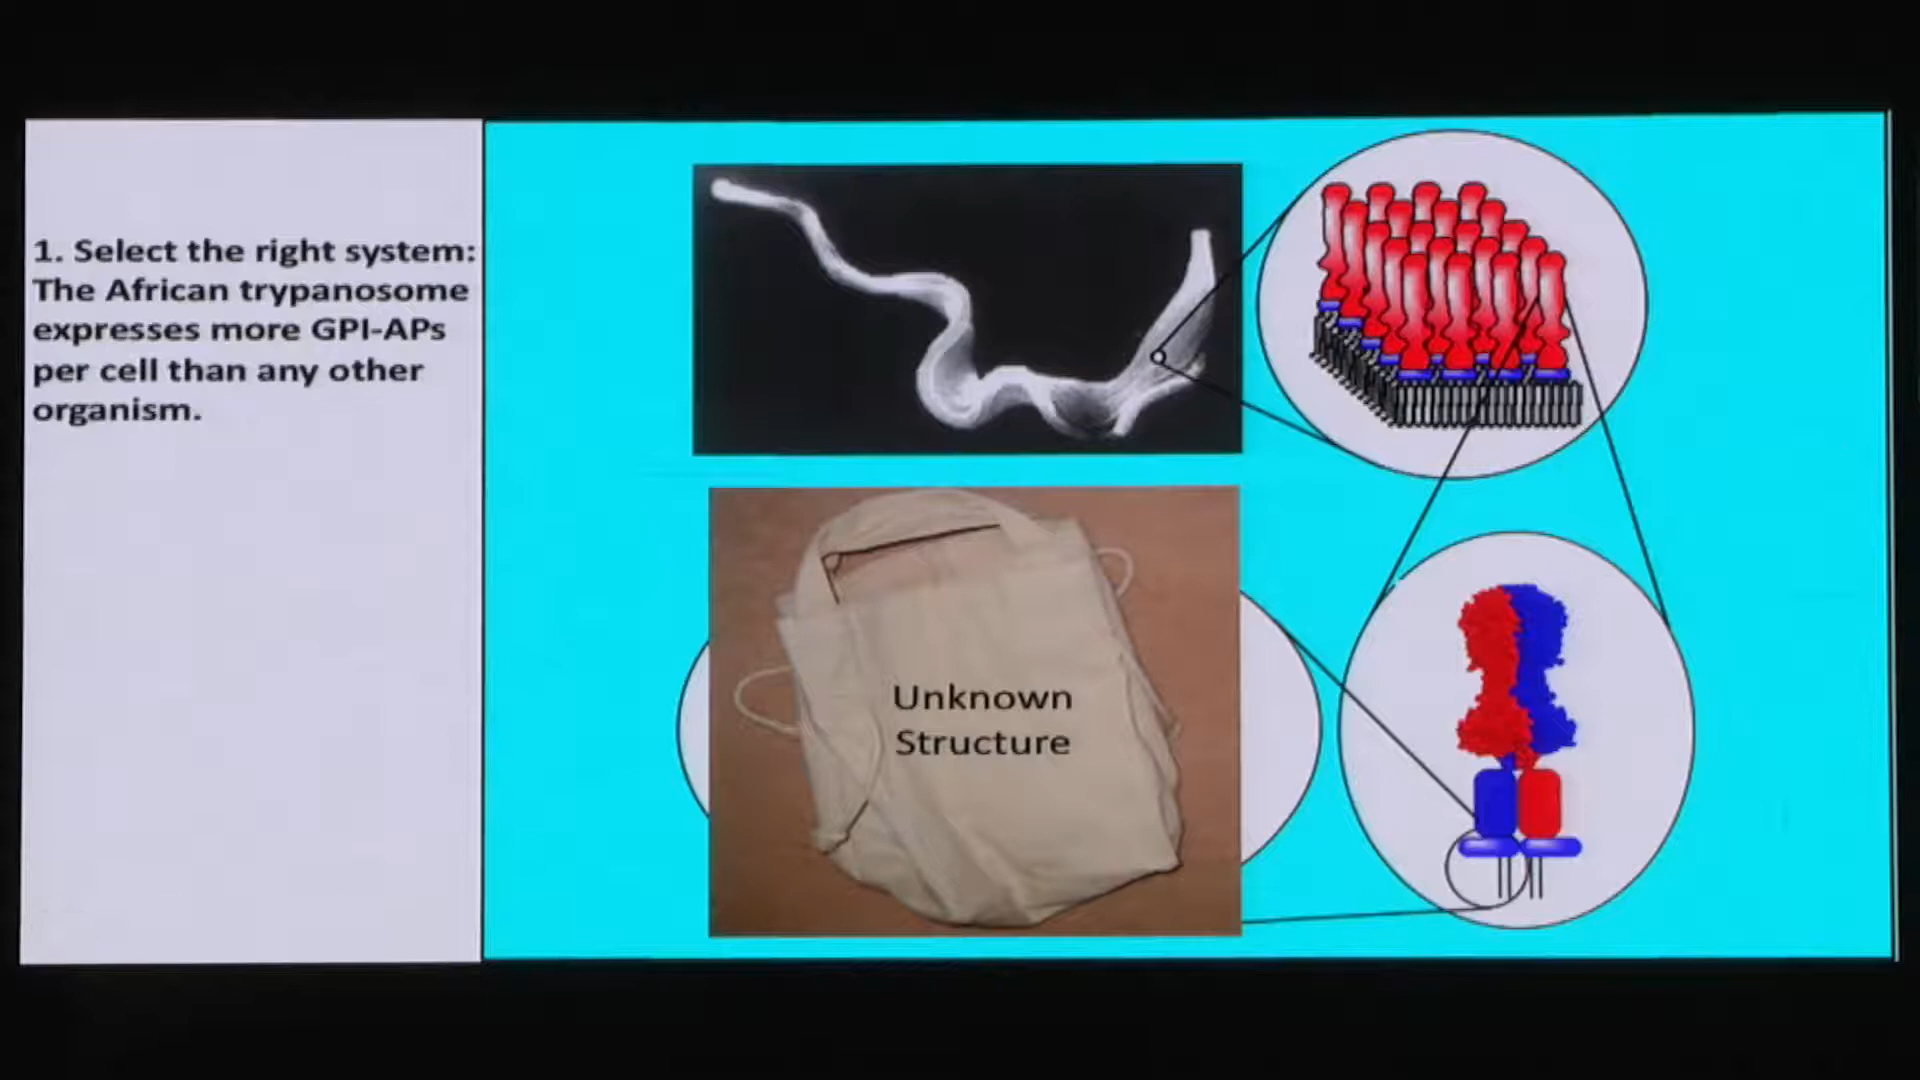 1. Select the right system:
The African trypanosome
expresses more GPI-APs
per cell than any other
organism.
Unknown
Structure